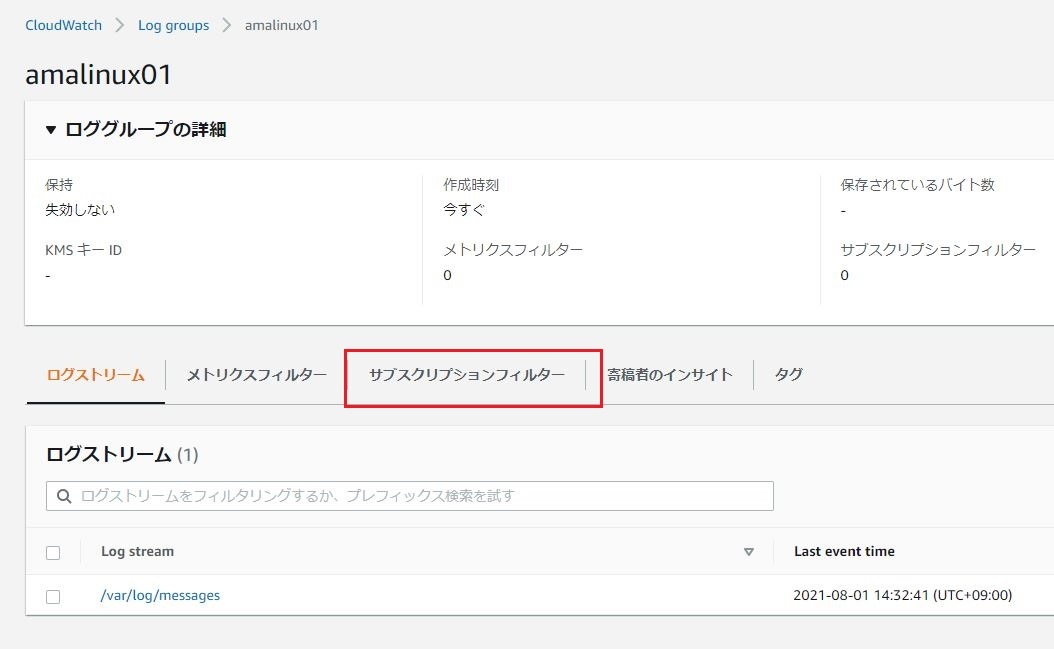 CloudWatch > Log groups > amalinux01
amalinux01
▼ ロググループの詳細
保持
失効しない
KMS キー ID
-
作成時刻
今すぐ
メトリクスフィルター
0
保存されているバイト数
-
サブスクリプションフィルター
0
ログストリーム メトリクスフィルター サブスクリプションフィルター 寄稿者のインサイト タグ
ログストリーム (1)
ログストリームをフィルタリングするか、プレフィックス検索を試す
Log stream Last event time
/var/log/messages 2021-08-01 14:32:41 (UTC+09:00)